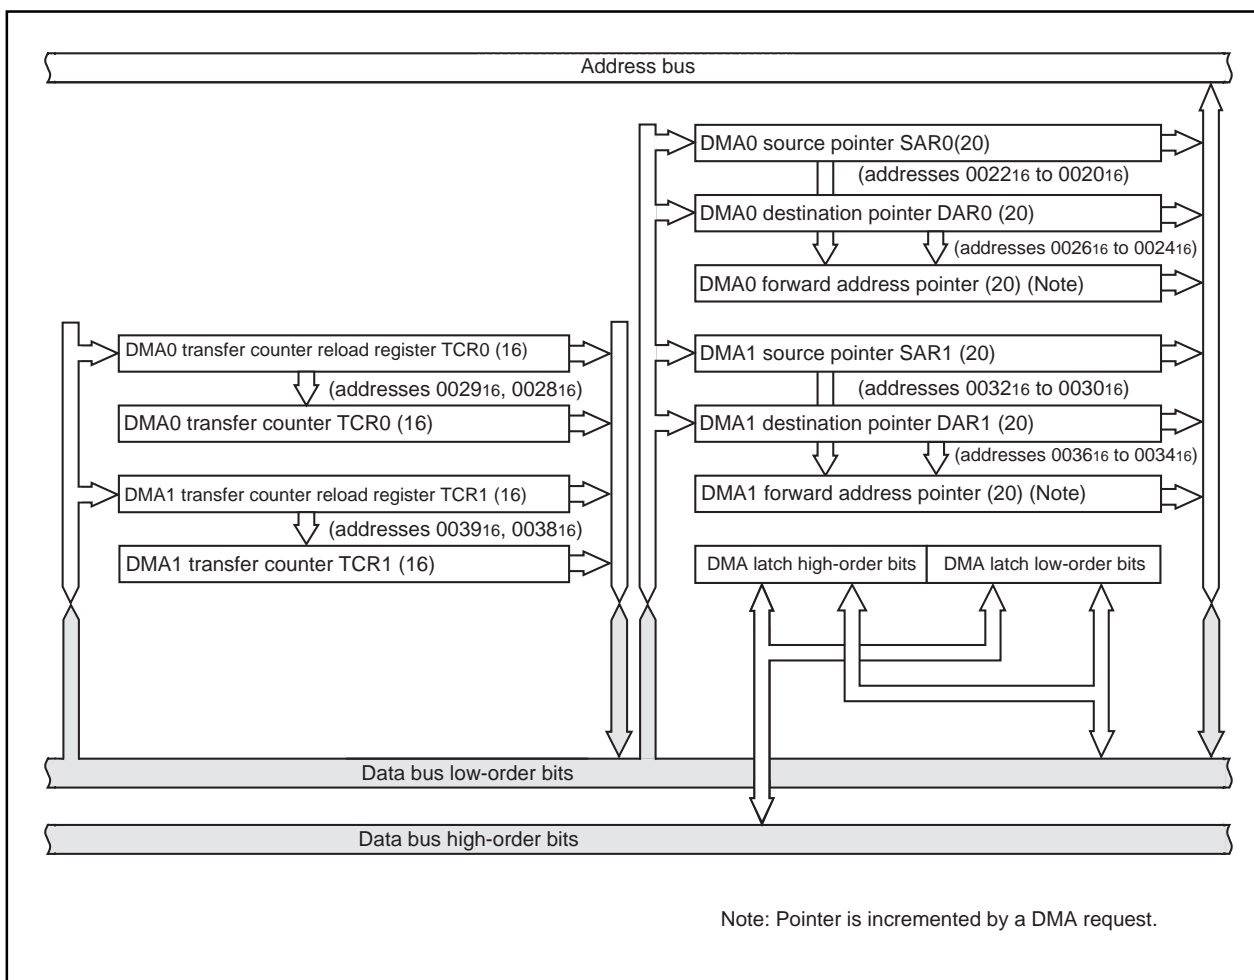 Address bus
DMA0 source pointer SAR0(20)
(addresses 002216 to 002016)
DMA0 destination pointer DAR0 (20)
(addresses 002616 to 002416)
DMA0 forward address pointer (20) (Note)
DMA0 transfer counter reload register TCR0 (16)
(addresses 002916, 002816)
DMA0 transfer counter TCR0 (16)
DMA1 transfer counter reload register TCR1 (16)
(addresses 003916, 003816)
DMA1 transfer counter TCR1 (16)
DMA1 source pointer SAR1 (20)
(addresses 003216 to 003016)
DMA1 destination pointer DAR1 (20)
(addresses 003616 to 003416)
DMA1 forward address pointer (20) (Note)
DMA latch high-order bits
DMA latch low-order bits
Data bus low-order bits
Data bus high-order bits
Note: Pointer is incremented by a DMA request.